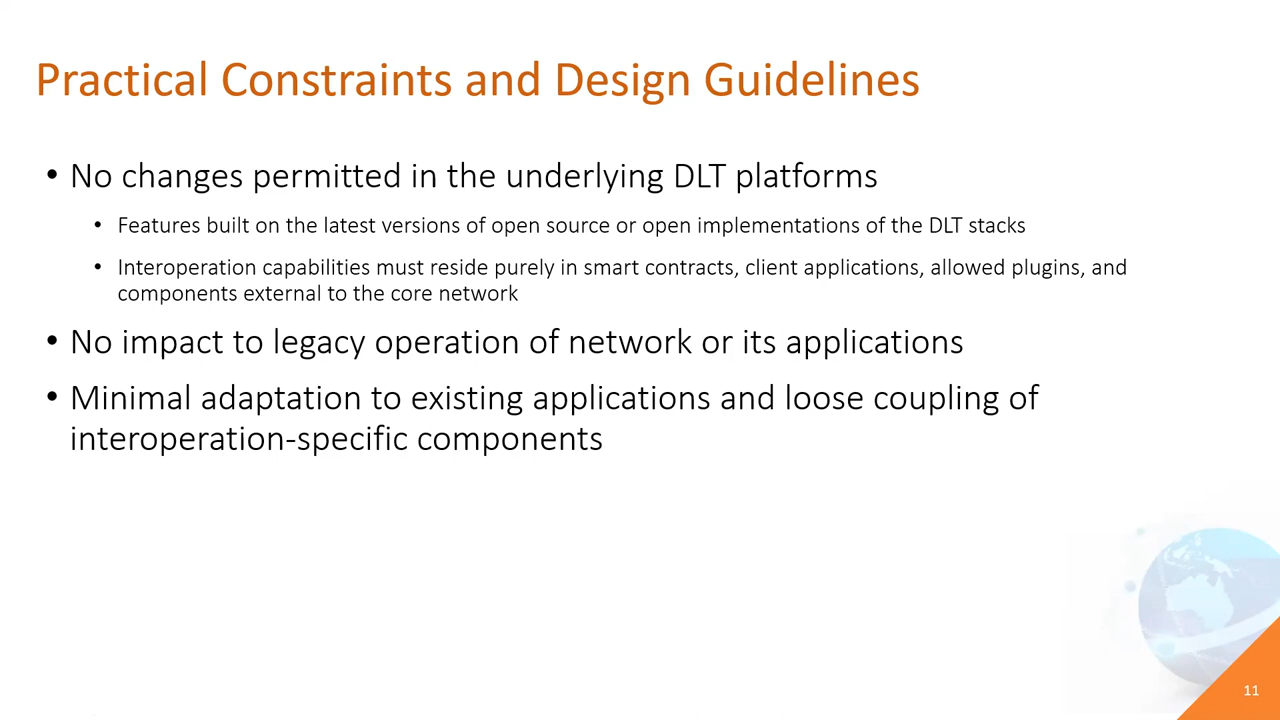 Practical Constraints and Design Guidelines
• No changes permitted in the underlying DLT platforms
• Features built on the latest versions of open source or open implementations of the DLT stacks
• Interoperation capabilities must reside purely in smart contracts, client applications, allowed plugins, and
components external to the core network
• No impact to legacy operation of network or its applications
• Minimal adaptation to existing applications and loose coupling of
interoperation-specific components
11